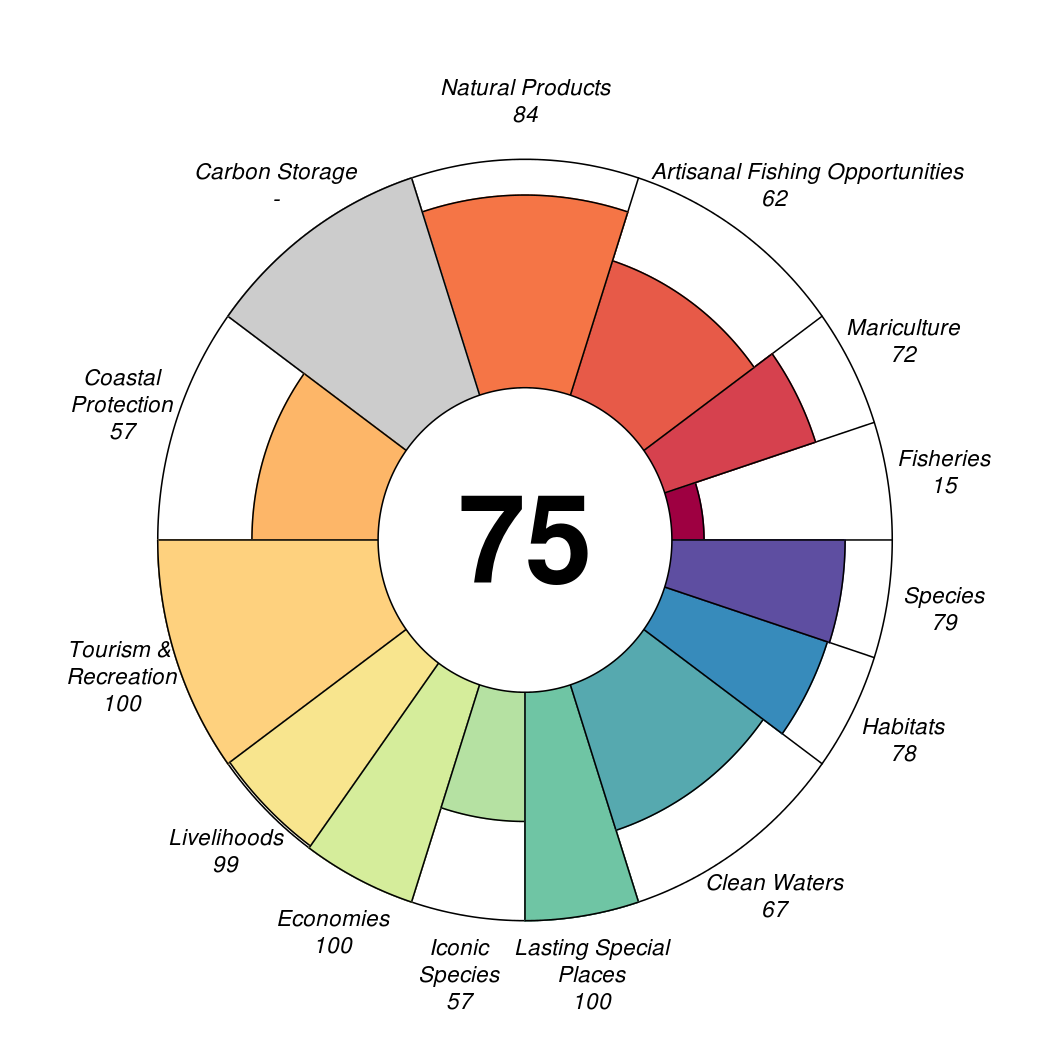 Natural Products
84
Carbon Storage
-
Artisanal Fishing Opportunities
62
Mariculture
72
Coastal
Protection
57
Fisheries
15
75
Species
79
Tourism &
Recreation
100
Habitats
78
Livelihoods
99
Clean Waters
67
Economies
100
Iconic
Species
57
Lasting Special
Places
100